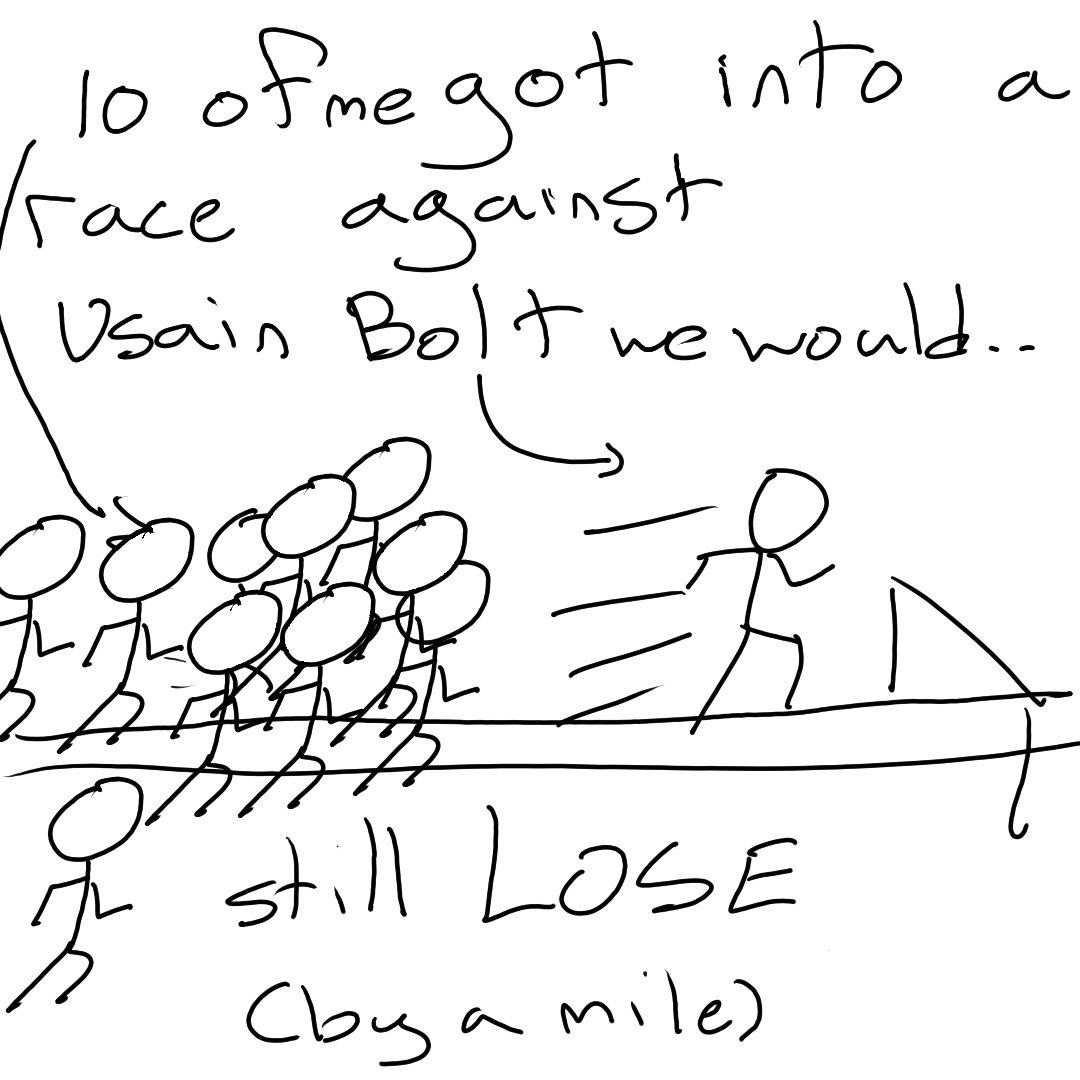 10 of me got into a
race against
Usain Bolt we would...
still LOSE
(by a mile)